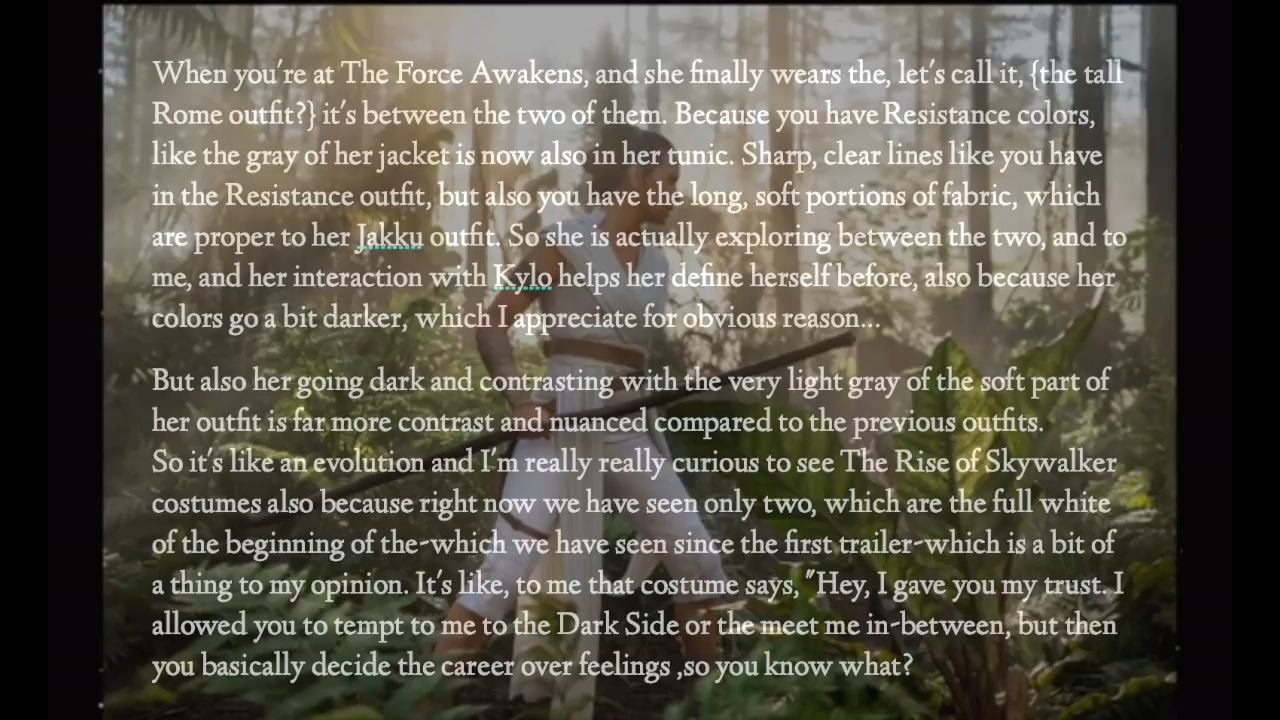 When you're at The Force Awakens, and she finally wears the, let's call it, {the tall
Rome outfit?} it's between the two of them. Because you have Resistance colors,
like the gray of her jacket is now also in her tunic. Sharp, clear lines like you have
in the Resistance outfit, but also you have the long, soft portions of fabric, which
are proper to her Jakku outfit. So she is actually exploring between the two, and to
me, and her interaction with Kylo helps her define herself before, also because her
colors go a bit darker, which I appreciate for obvious reason...
But also her going dark and contrasting with the very light gray of the soft part of
her outfit is far more contrast and nuanced compared to the previous outfits.
So it's like an evolution and I'm really really curious to see The Rise of Skywalker
costumes also because right now we have seen only two, which are the full white
of the beginning of the-which we have seen since the first trailer-which is a bit of
a thing to my opinion. It's like, to me that costume says, "Hey, I gave you my trust. I
allowed you to tempt to me to the Dark Side or the meet me in-between, but then
you basically decide the career over feelings ,so you know what?